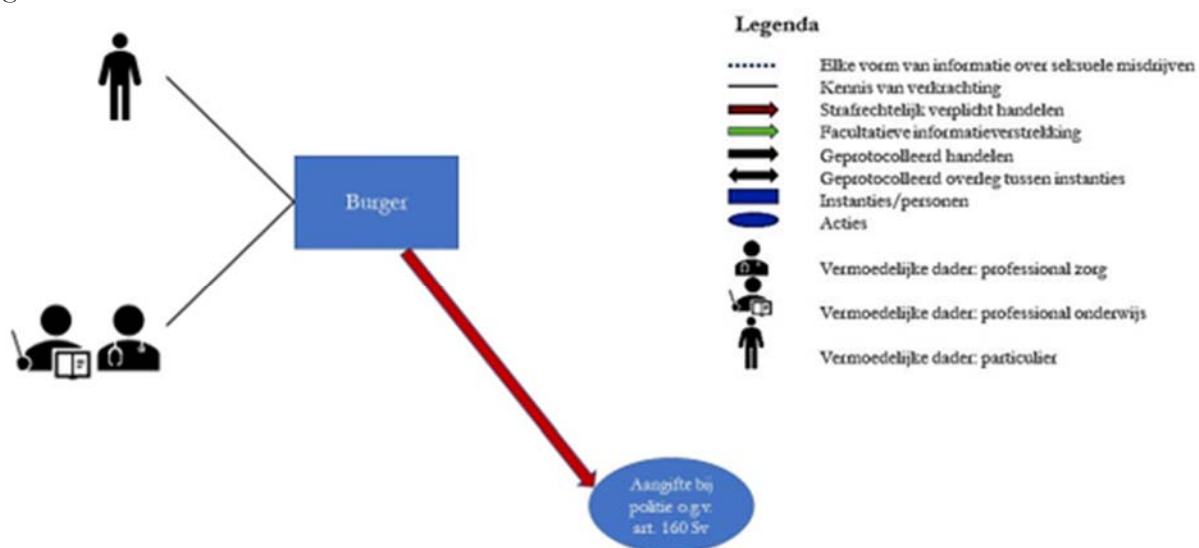 Legenda
Elke vorm van informatie over seksuele misdrijven
Kennis van verkrachting
Strafrechtelijk verplicht handelen
Facultatieve informatieverstrekking
Geprotocolleerd handelen
Geprotocolleerd overleg tussen instanties
Instanties/personen
Acties
Vermoedelijke dader: professional zorg
Vermoedelijke dader: professional onderwijs
Vermoedelijke dader: particulier
Burger
Aangifte bij
politie o.g.v.
art. 160 Sv